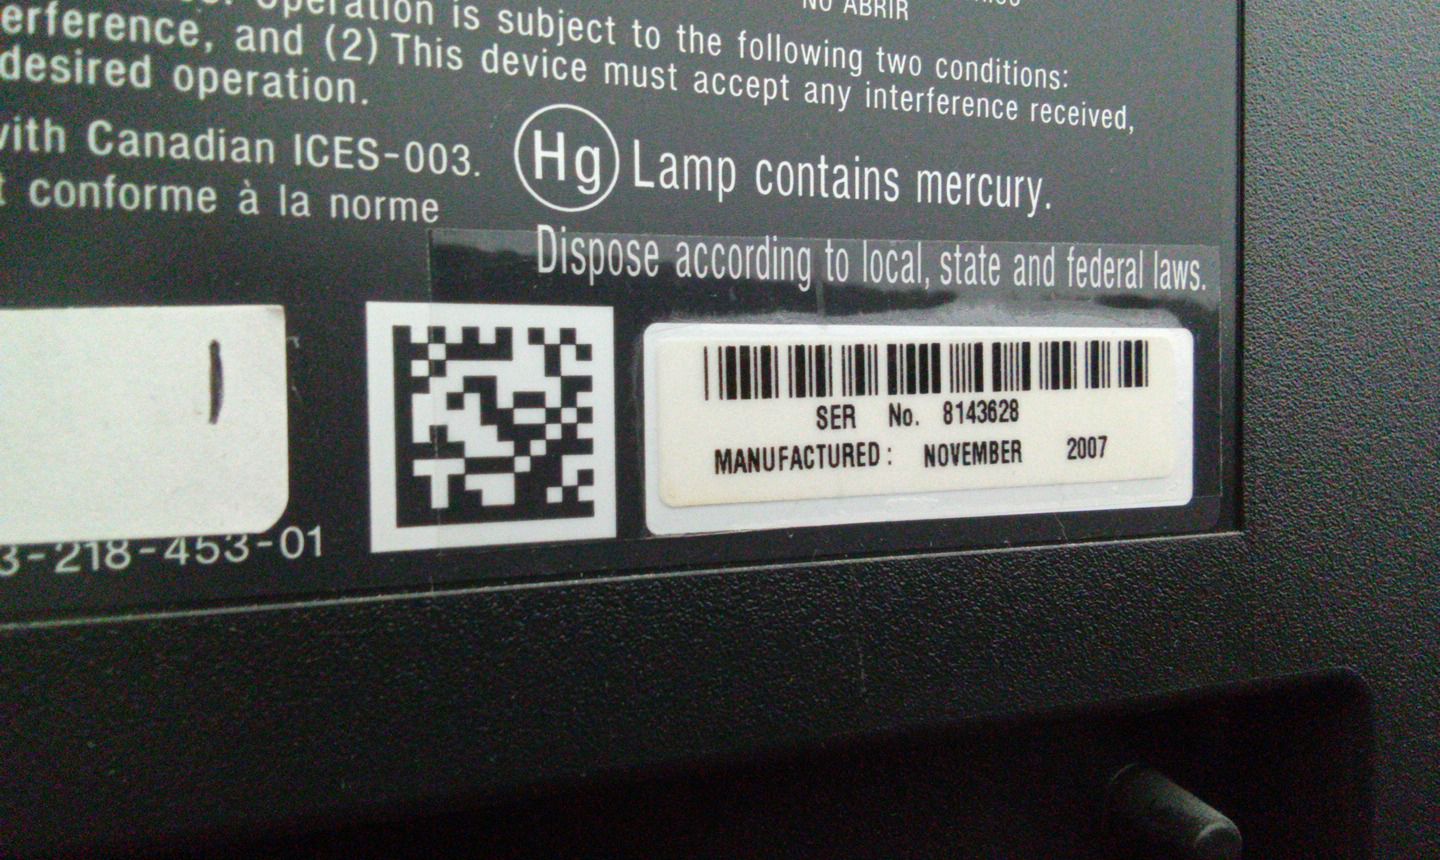 NO ABRIR
Operation is subject to the following two conditions:
erference, and (2) This device must accept any interference received,
desired operation.
with Canadian ICES-003.
conforme à la norme
Hg Lamp contains mercury.
Dispose according to local, state and federal laws.
SER No. 8143628
MANUFACTURED: NOVEMBER 2007
3-218-453-01